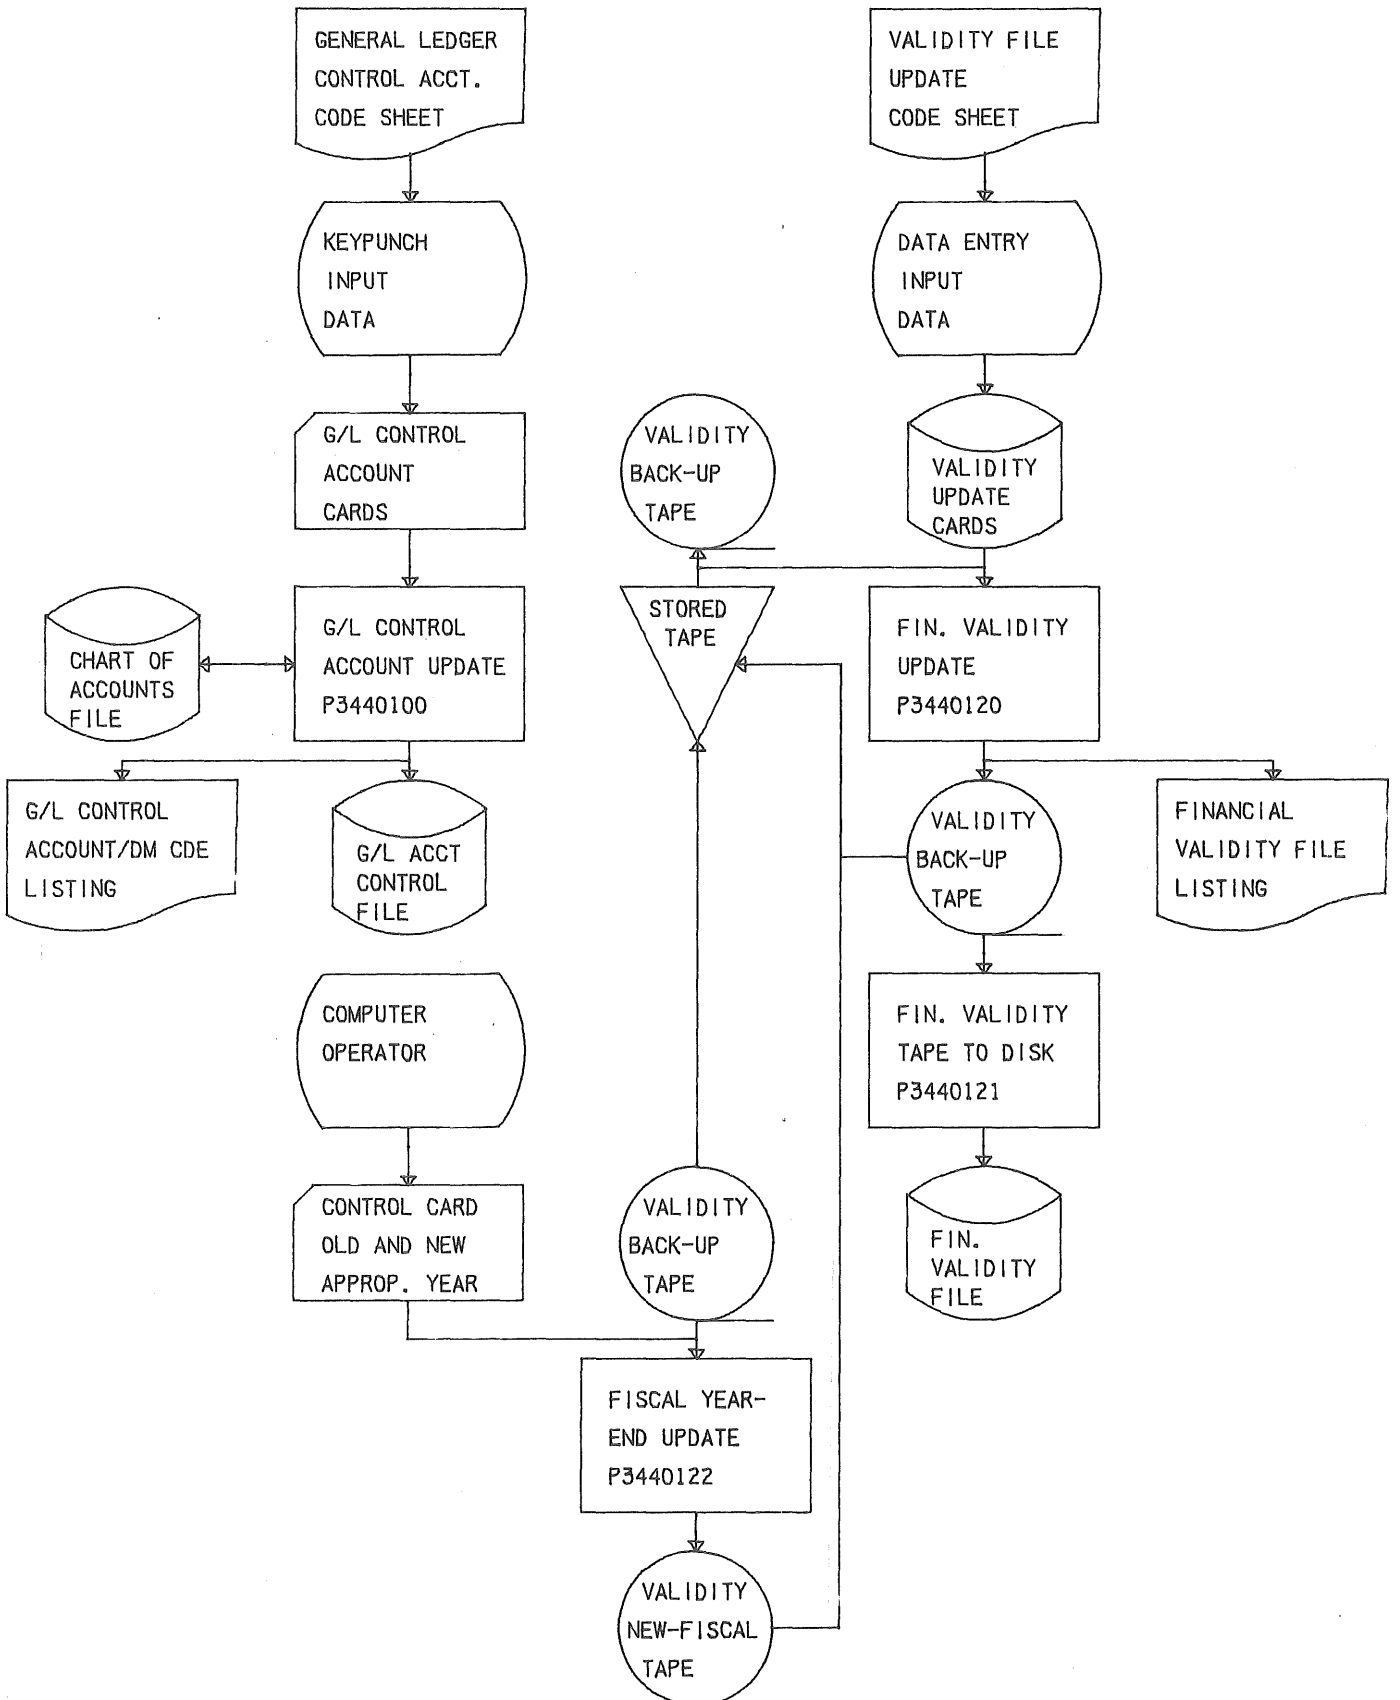 GENERAL LEDGER
CONTROL ACCT.
CODE SHEET
VALIDITY FILE
UPDATE
CODE SHEET
KEYPUNCH
INPUT
DATA
DATA ENTRY
INPUT
DATA
G/L CONTROL
ACCOUNT
CARDS
VALIDITY
BACK-UP
TAPE
VALIDITY
UPDATE
CARDS
CHART OF
ACCOUNTS
FILE
G/L CONTROL
ACCOUNT UPDATE
P3440100
STORED
TAPE
FIN. VALIDITY
UPDATE
P3440120
G/L CONTROL
ACCOUNT/DM CDE
LISTING
G/L ACCT
CONTROL
FILE
VALIDITY
BACK-UP
TAPE
FINANCIAL
VALIDITY FILE
LISTING
COMPUTER
OPERATOR
FIN. VALIDITY
TAPE TO DISK
P3440121
CONTROL CARD
OLD AND NEW
APPROP. YEAR
VALIDITY
BACK-UP
TAPE
FIN.
VALIDITY
FILE
FISCAL YEAR-
END UPDATE
P3440122
VALIDITY
NEW-FISCAL
TAPE